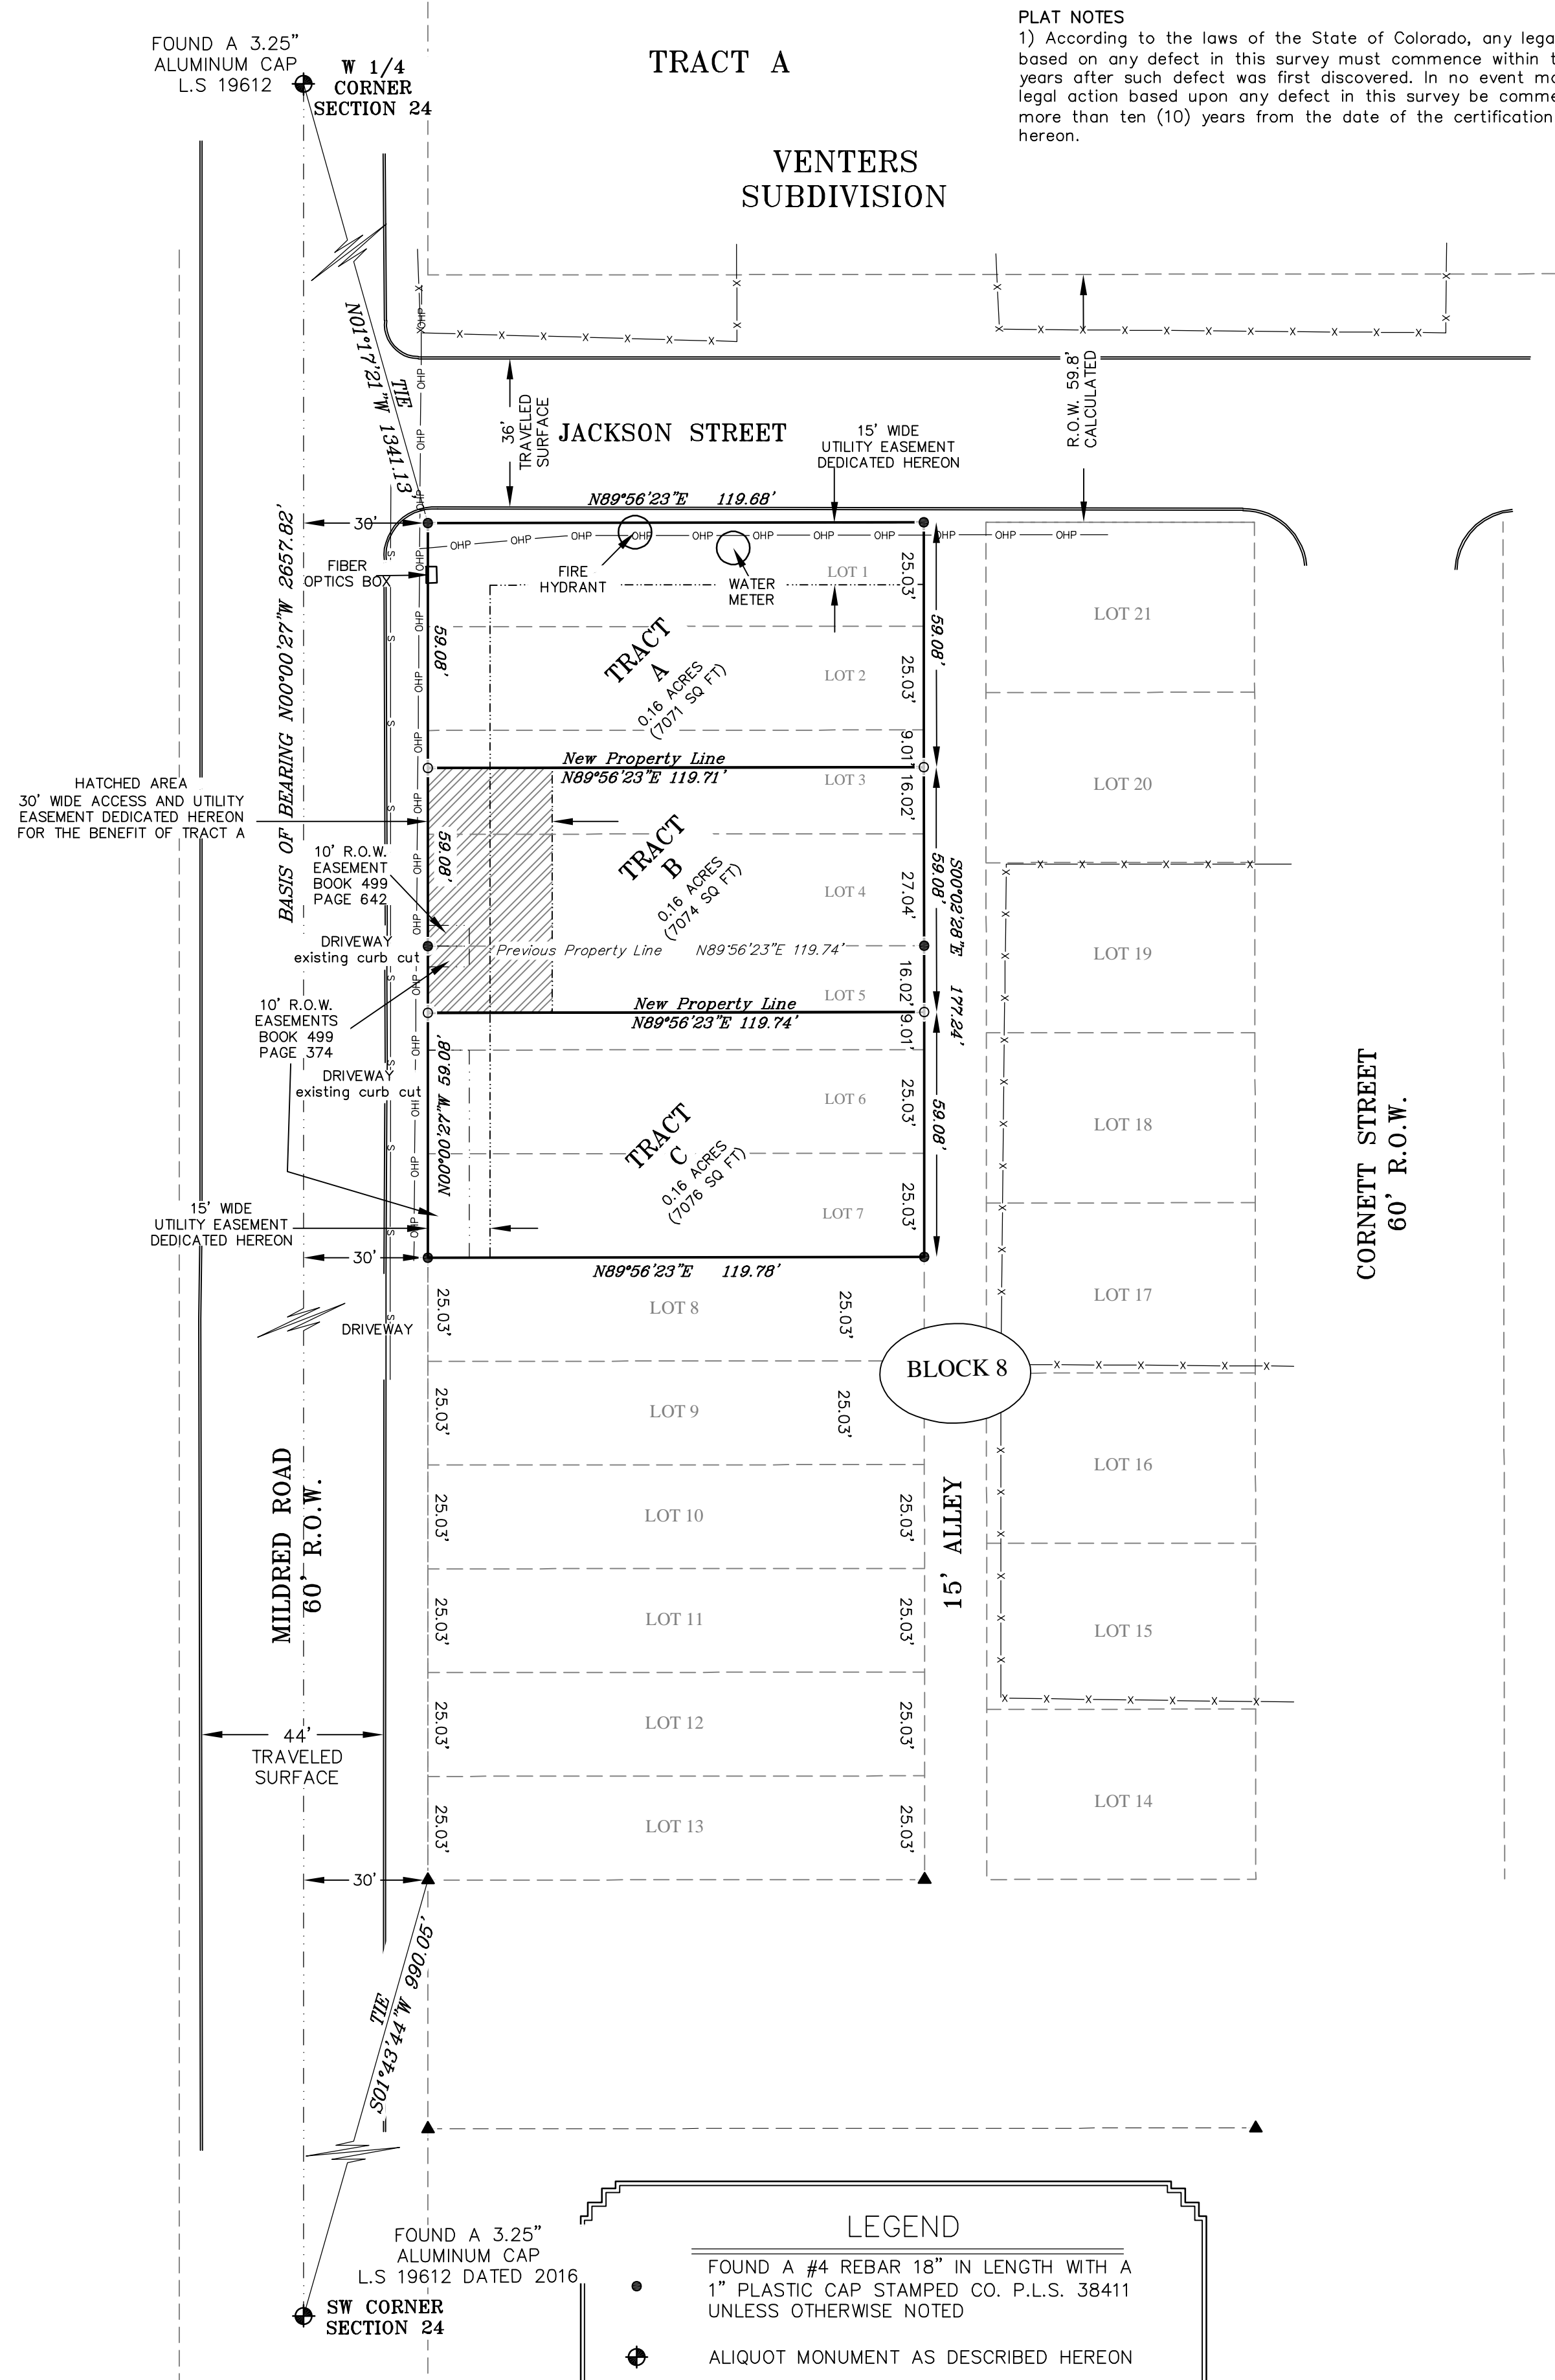 PLAT NOTES
1) According to the laws of the State of Colorado, any lega
based on any defect in this survey must commence within t
years after such defect was first discovered. In no event ma
legal action based upon any defect in this survey be comme
more than ten (10) years from the date of the certification
hereon.
FOUND A 3.25"
ALUMINUM CAP
L.S 19612
W 1/4
CORNER
SECTION 24
TRACT A
VENTERS
SUBDIVISION
N01°17'21"W 1341.13'
TIE
36'
TRAVELED
SURFACE
JACKSON STREET
15' WIDE
UTILITY EASEMENT
DEDICATED HEREON
R.O.W. 59.8'
CALCULATED
N89°56'23"E 119.68'
30'
BASIS OF BEARING N00°00'27"W 2657.82'
FIBER
OPTICS BOX
FIRE
HYDRANT
WATER
METER
LOT 1
25.03'
59.08'
59.08'
TRACT
A
0.16 ACRES
(7071 SQ FT)
LOT 2
25.03'
9.01'
New Property Line
N89°56'23"E 119.71'
LOT 3
16.02'
HATCHED AREA
30' WIDE ACCESS AND UTILITY
EASEMENT DEDICATED HEREON
FOR THE BENEFIT OF TRACT A
10' R.O.W.
EASEMENT
BOOK 499
PAGE 642
59.08'
TRACT
B
0.16 ACRES
(7074 SQ FT)
LOT 4
27.04'
59.08'
S00°02'28"E 177.24'
DRIVEWAY
existing curb cut
Previous Property Line N89°56'23"E 119.74'
LOT 5
16.02'
New Property Line
N89°56'23"E 119.74'
9.01'
10' R.O.W.
EASEMENTS
BOOK 499
PAGE 374
DRIVEWAY
existing curb cut
N00°00'27"W 59.08'
TRACT
C
0.16 ACRES
(7076 SQ FT)
LOT 6
25.03'
59.08'
LOT 7
25.03'
15' WIDE
UTILITY EASEMENT
DEDICATED HEREON
30'
N89°56'23"E 119.78'
DRIVEWAY
25.03'
LOT 8
25.03'
25.03'
LOT 9
25.03'
25.03'
LOT 10
25.03'
25.03'
LOT 11
25.03'
25.03'
LOT 12
25.03'
25.03'
LOT 13
25.03'
BLOCK 8
15' ALLEY
LOT 21
LOT 20
LOT 19
LOT 18
LOT 17
LOT 16
LOT 15
LOT 14
CORNETT STREET
60' R.O.W.
MILDRED ROAD
60' R.O.W.
44'
TRAVELED
SURFACE
30'
TIE
S01°43'44"W 990.05'
FOUND A 3.25"
ALUMINUM CAP
L.S 19612 DATED 2016
SW CORNER
SECTION 24
LEGEND
FOUND A #4 REBAR 18" IN LENGTH WITH A
1" PLASTIC CAP STAMPED CO. P.L.S. 38411
UNLESS OTHERWISE NOTED
ALIQUOT MONUMENT AS DESCRIBED HEREON